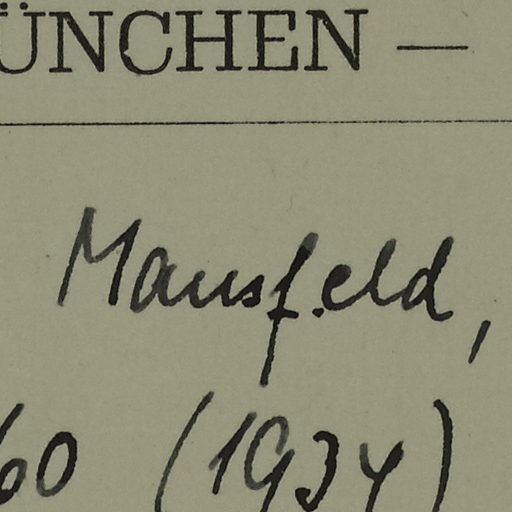 ÜNCHEN —
Mansfeld,
60 (1934)